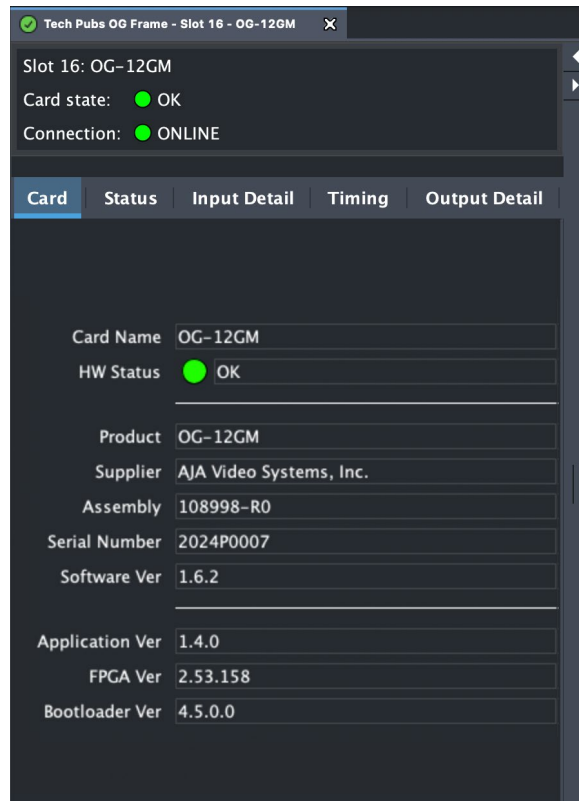 Tech Pubs OG Frame - Slot 16 - OG-12GM
Slot 16: OG-12GM
Card state: OK
Connection: ONLINE
Card Status Input Detail Timing Output Detail
Card Name OG-12GM
HW Status OK
Product OG-12GM
Supplier AJA Video Systems, Inc.
Assembly 108998-R0
Serial Number 2024P0007
Software Ver 1.6.2
Application Ver 1.4.0
FPGA Ver 2.53.158
Bootloader Ver 4.5.0.0